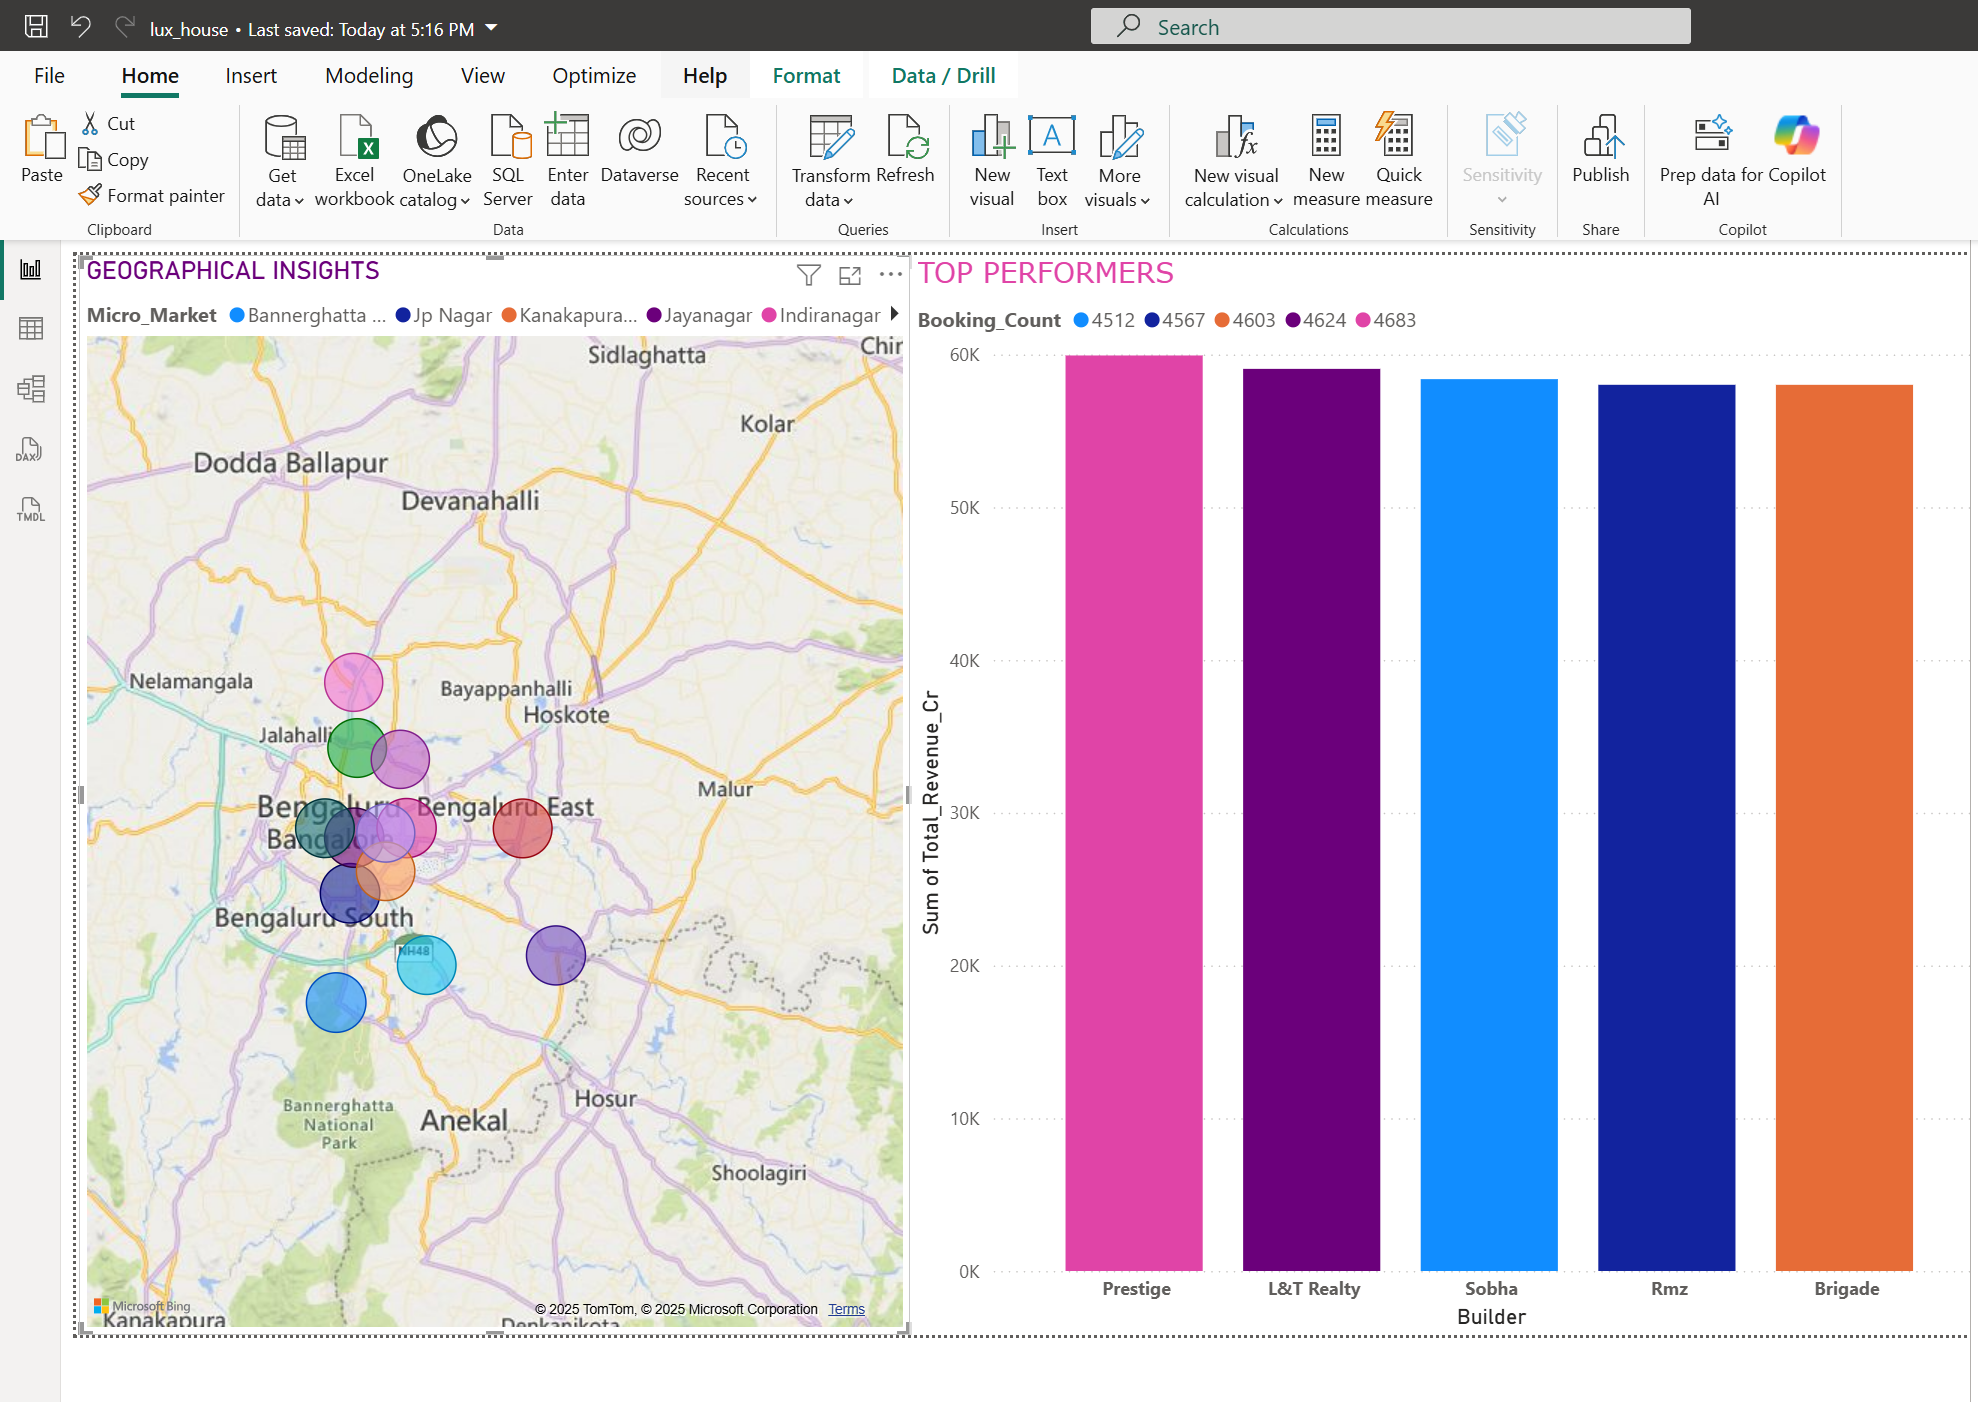 lux_house • Last saved: Today at 5:16 PM
Search
File Home Insert Modeling View Optimize Help Format Data / Drill
Paste
Cut
Copy
Format painter
Clipboard
Get data
Excel workbook
OneLake catalog
SQL Server
Enter data
Dataverse
Recent sources
Data
Transform data
Refresh
Queries
New visual
Text box
More visuals
Insert
New visual calculation
New measure
Quick measure
Calculations
Sensitivity
Sensitivity
Publish
Share
Prep data for AI
Copilot
Copilot
DAX
TMDL
GEOGRAPHICAL INSIGHTS
Micro_Market Bannerghatta ... Jp Nagar Kanakapura... Jayanagar Indiranagar
Sidlaghatta
Chir
Kolar
Dodda Ballapur
Devanahalli
Nelamangala
Bayappanhalli
Hoskote
Jalahalli
Malur
Bengaluru
Bengaluru East
Bangalore
Bengaluru South
NH48
Bannerghatta
National
Park
Anekal
Hosur
Shoolagiri
Microsoft Bing
© 2025 TomTom, © 2025 Microsoft Corporation Terms
Kanakapura
Denkanikota
TOP PERFORMERS
Booking_Count 4512 4567 4603 4624 4683
Sum of Total_Revenue_Cr
60K
50K
40K
30K
20K
10K
0K
Prestige L&T Realty Sobha Rmz Brigade
Builder